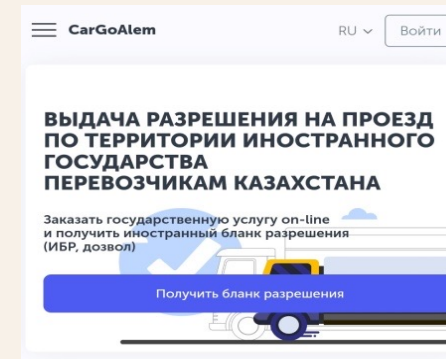 CarGoAlem RU Войти
ВЫДАЧА РАЗРЕШЕНИЯ НА ПРОЕЗД
ПО ТЕРРИТОРИИ ИНОСТРАННОГО
ГОСУДАРСТВА
ПЕРЕВОЗЧИКАМ КАЗАХСТАНА
Заказать государственную услугу on-line
и получить иностранный бланк разрешения
(ИБР, дозвол)
Получить бланк разрешения